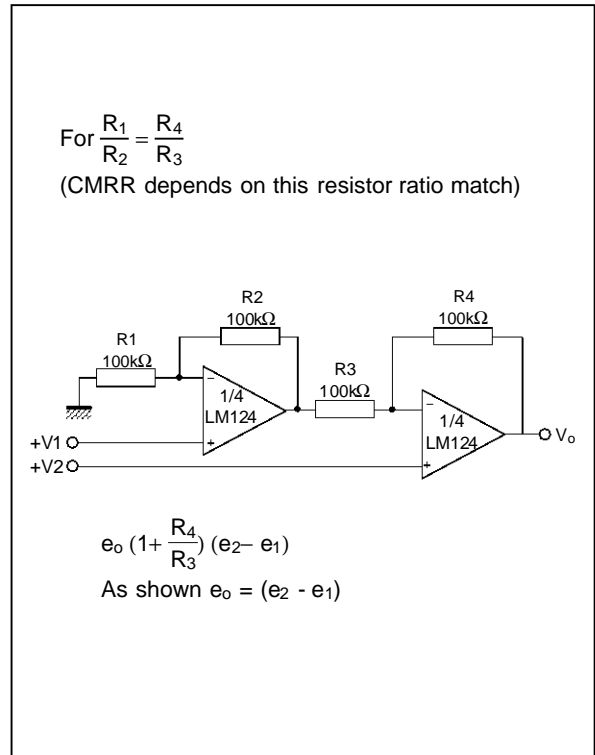 For R1/R2 = R4/R3
(CMRR depends on this resistor ratio match)
R2
100kΩ
R4
100kΩ
R1
100kΩ
R3
100kΩ
–
1/4
LM124
+
–
1/4
LM124
+
+V1
+V2
Vo
eo (1+ R4/R3) (e2– e1)
As shown eo = (e2 - e1)